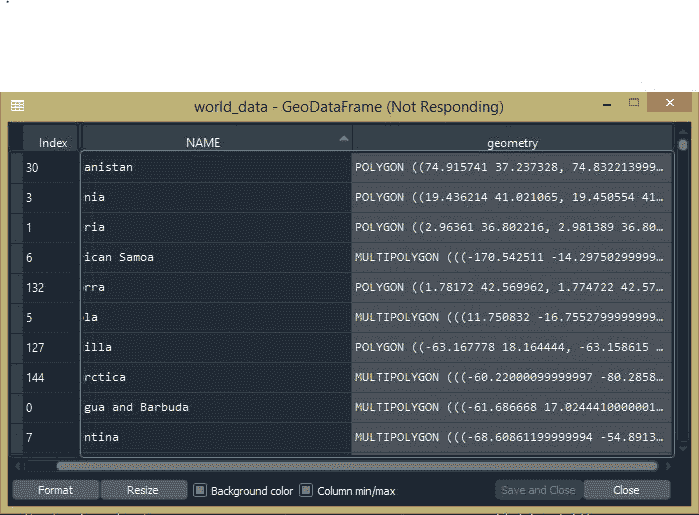 world_data - GeoDataFrame (Not Responding)
Index NAME geometry
30 anistan POLYGON ((74.915741 37.237328, 74.832213999…
3 nia POLYGON ((19.436214 41.021065, 19.450554 41…
1 ria POLYGON ((2.96361 36.802216, 2.981389 36.80…
6 ican Samoa MULTIPOLYGON (((-170.542511 -14.29750299999…
132 orra POLYGON ((1.78172 42.569962, 1.774722 42.57…
5 la MULTIPOLYGON (((11.750832 -16.7552799999999…
127 illa POLYGON ((-63.167778 18.164444, -63.158615 …
144 rctica MULTIPOLYGON (((-60.22000099999997 -80.2858…
0 gua and Barbuda MULTIPOLYGON (((-61.686668 17.0244410000001…
7 ntina MULTIPOLYGON (((-68.60861199999994 -54.8913…
Format Resize Background color Column min/max Save and Close Close